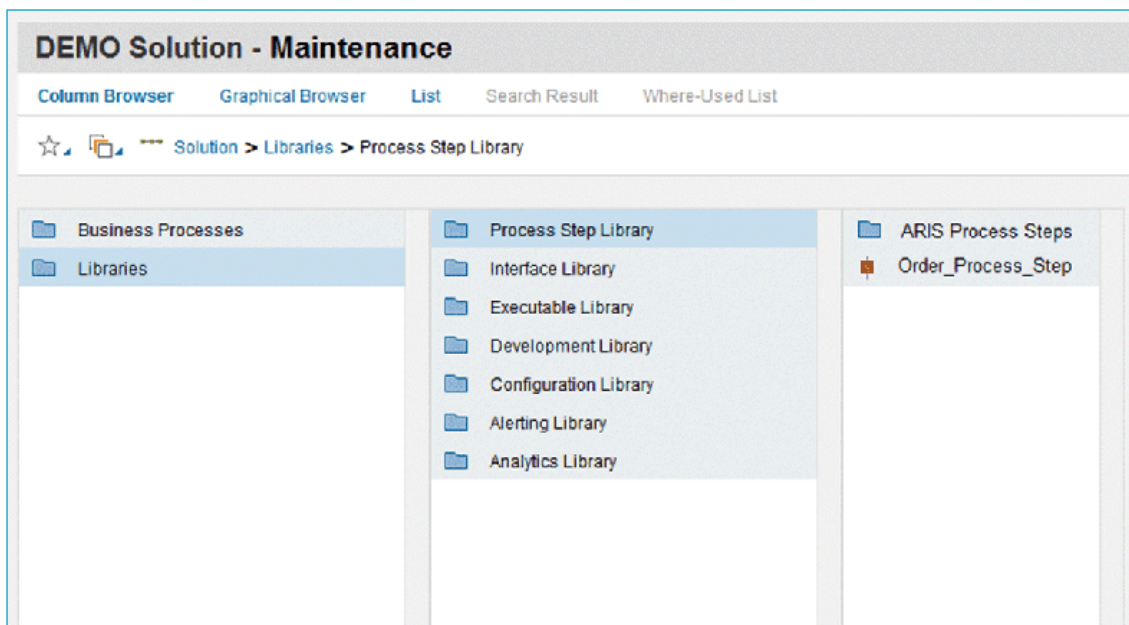 DEMO Solution - Maintenance
Column Browser Graphical Browser List Search Result Where-Used List
Solution > Libraries > Process Step Library
Business Processes
Libraries
Process Step Library
Interface Library
Executable Library
Development Library
Configuration Library
Alerting Library
Analytics Library
ARIS Process Steps
Order_Process_Step